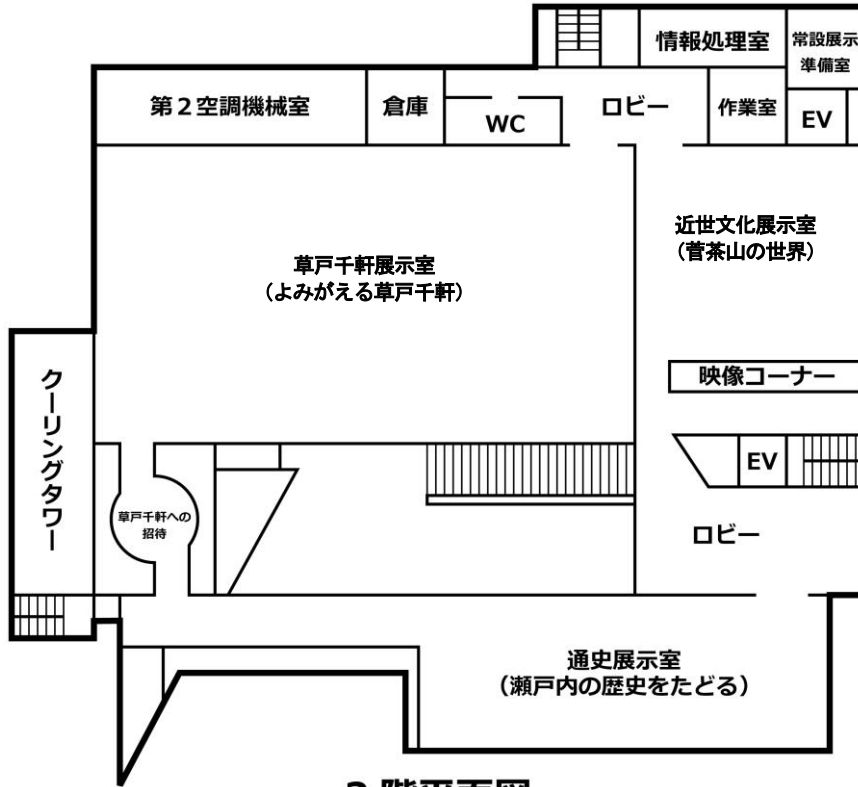 情報処理室
常設展示
準備室
第2空調機械室
倉庫
WC
ロビー
作業室
EV
草戸千軒展示室
(よみがえる草戸千軒)
近世文化展示室
(菅茶山の世界)
映像コーナー
クーリングタワー
EV
草戸千軒への
招待
ロビー
通史展示室
(瀬戸内の歴史をたどる)